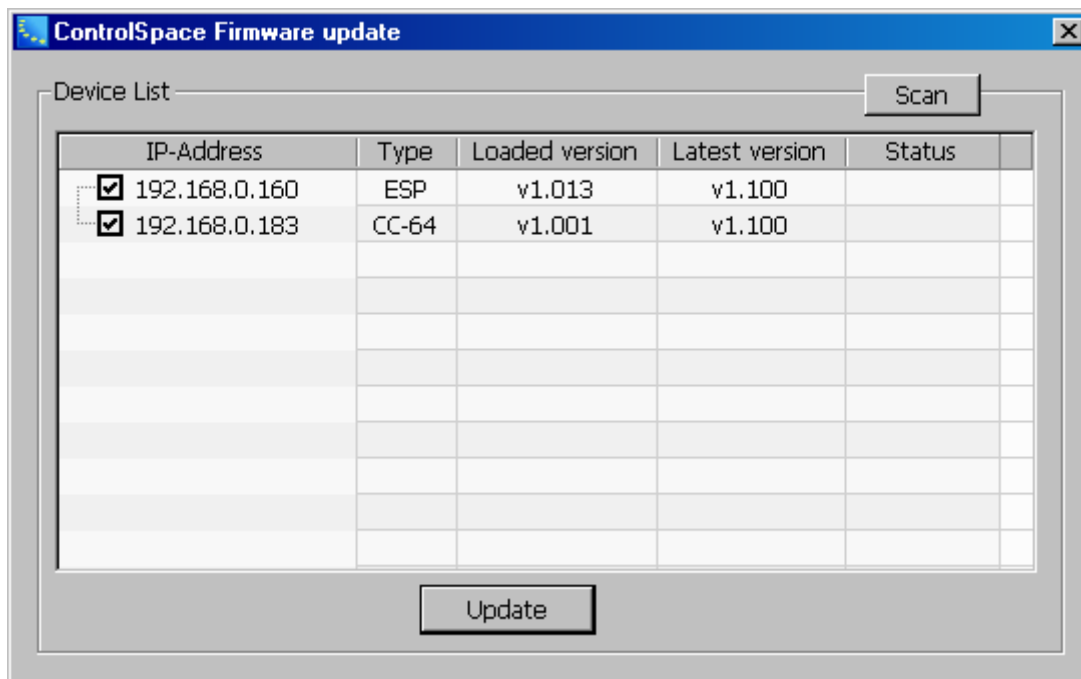 ControlSpace Firmware update
Device List
Scan
IP-Address Type Loaded version Latest version Status
192.168.0.160 ESP v1.013 v1.100
192.168.0.183 CC-64 v1.001 v1.100
Update